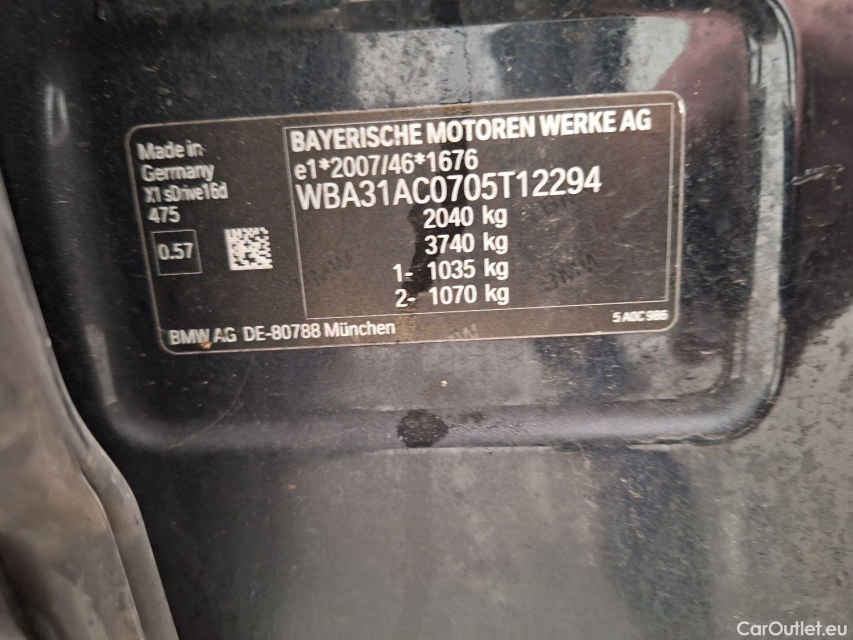 Made in
Germany
X1 sDrive16d
475
0.57
BAYERISCHE MOTOREN WERKE AG
e1*2007/46*1676
WBA31AC0705T12294
2040 kg
3740 kg
1- 1035 kg
2- 1070 kg
BMW AG DE-80788 München
5 A0C 986
CarOutlet.eu